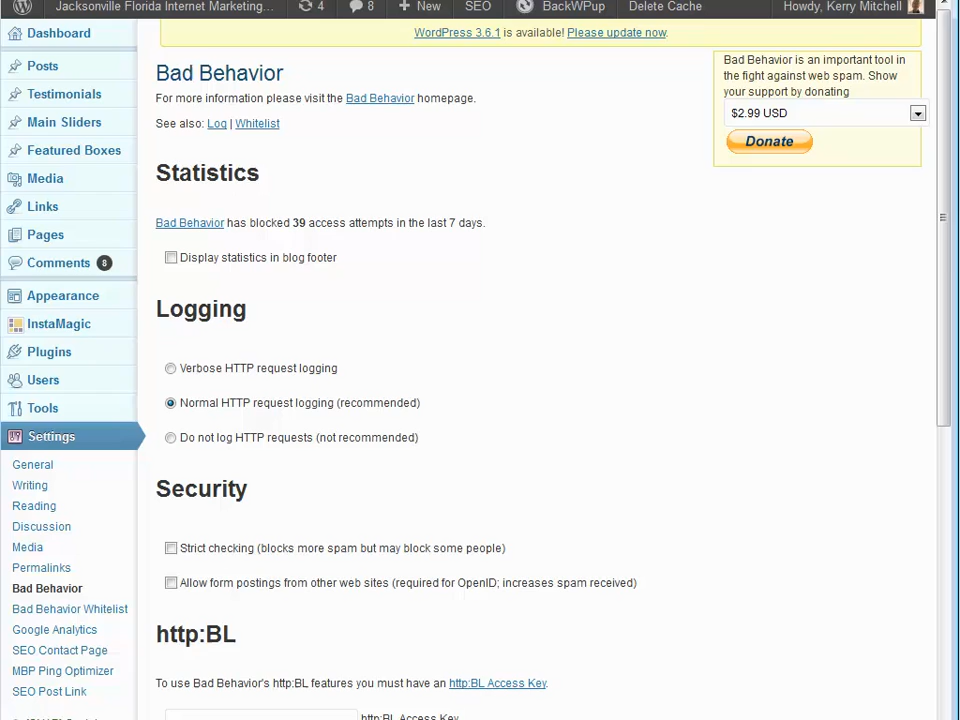 Jacksonville Florida Internet Marketing... 4 8 New SEO BackWPup Delete Cache Howdy, Kerry Mitchell
WordPress 3.6.1 is available! Please update now.
Dashboard
Posts
Testimonials
Main Sliders
Featured Boxes
Media
Links
Pages
Comments 8
Appearance
InstaMagic
Plugins
Users
Tools
Settings
General
Writing
Reading
Discussion
Media
Permalinks
Bad Behavior
Bad Behavior Whitelist
Google Analytics
SEO Contact Page
MBP Ping Optimizer
SEO Post Link
Bad Behavior
For more information please visit the Bad Behavior homepage.
See also: Log | Whitelist
Bad Behavior is an important tool in
the fight against web spam. Show
your support by donating
$2.99 USD
Donate
Statistics
Bad Behavior has blocked 39 access attempts in the last 7 days.
Display statistics in blog footer
Logging
Verbose HTTP request logging
Normal HTTP request logging (recommended)
Do not log HTTP requests (not recommended)
Security
Strict checking (blocks more spam but may block some people)
Allow form postings from other web sites (required for OpenID; increases spam received)
http:BL
To use Bad Behavior's http:BL features you must have an http:BL Access Key.
http:BL Access Key